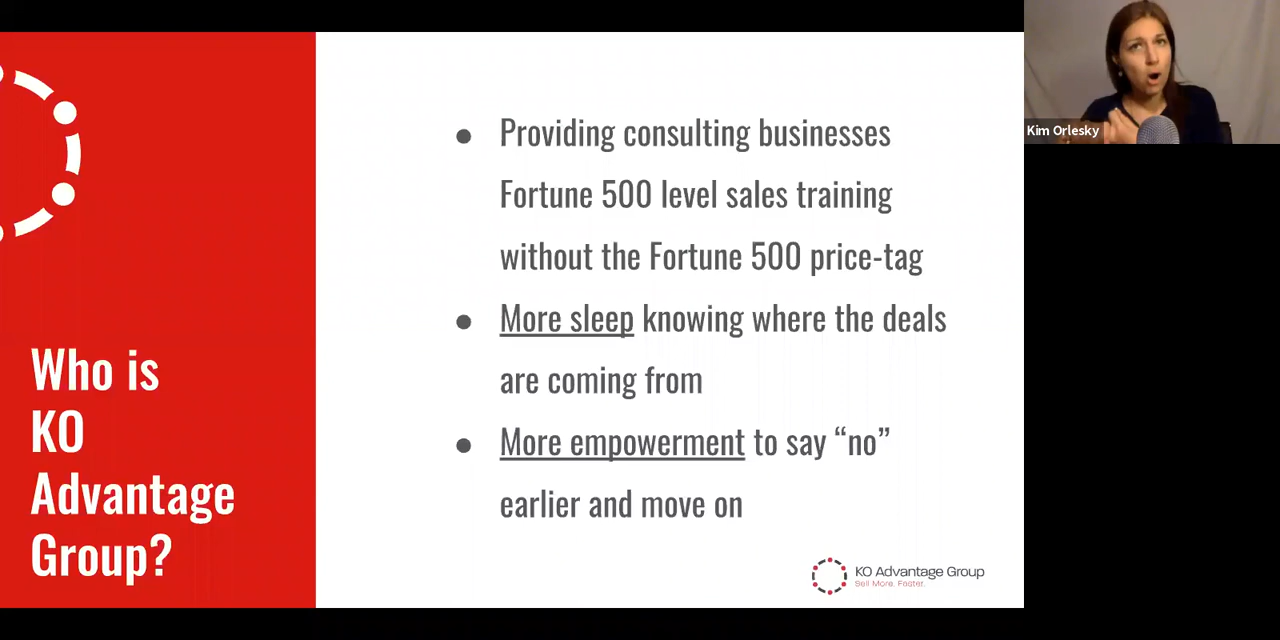 Who is
KO
Advantage
Group?
● Providing consulting businesses
Fortune 500 level sales training
without the Fortune 500 price-tag
● More sleep knowing where the deals
are coming from
● More empowerment to say “no”
earlier and move on
KO Advantage Group
Sell More. Faster.
Kim Orlesky